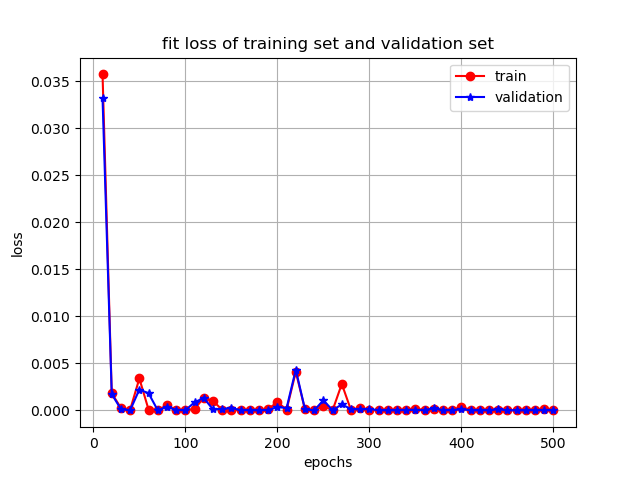 fit loss of training set and validation set
train
validation
0.035
0.030
0.025
0.020
0.015
0.010
0.005
0.000
loss
0 100 200 300 400 500
epochs